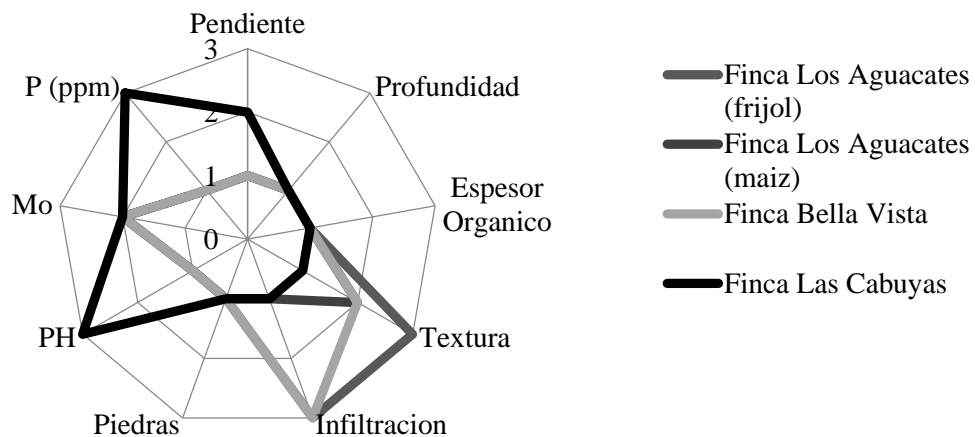 Pendiente
3
P (ppm)
Profundidad
2
1
Mo
Espesor
Organico
0
PH
Textura
Piedras
Infiltracion
Finca Los Aguacates
(frijol)
Finca Los Aguacates
(maiz)
Finca Bella Vista
Finca Las Cabuyas